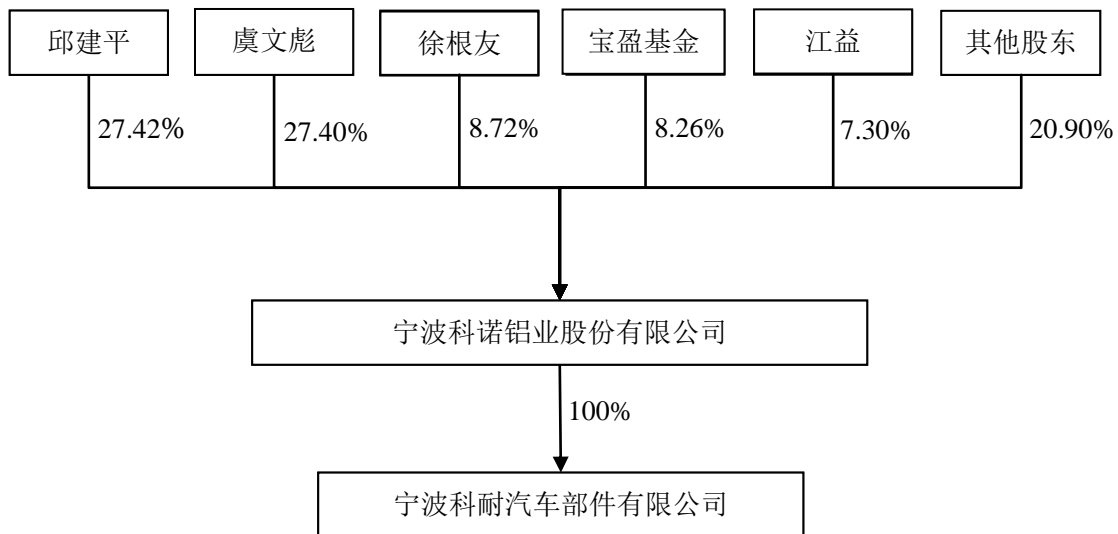 邱建平
虞文彪
徐根友
宝盈基金
江益
其他股东
27.42%
27.40%
8.72%
8.26%
7.30%
20.90%
宁波科诺铝业股份有限公司
100%
宁波科耐汽车部件有限公司